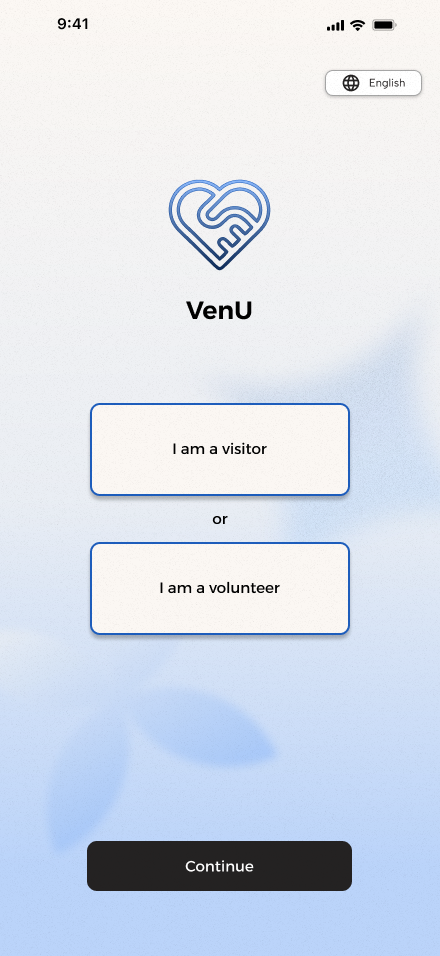 9:41
English
VenU
I am a visitor
or
I am a volunteer
Continue